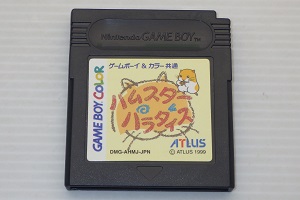 Nintendo GAME BOY™
ゲームボーイ&カラー共通
GAME BOY COLOR
ハムスター
パラダイス
ATLUS
DMG-AHMJ-JPN
© ATLUS 1999